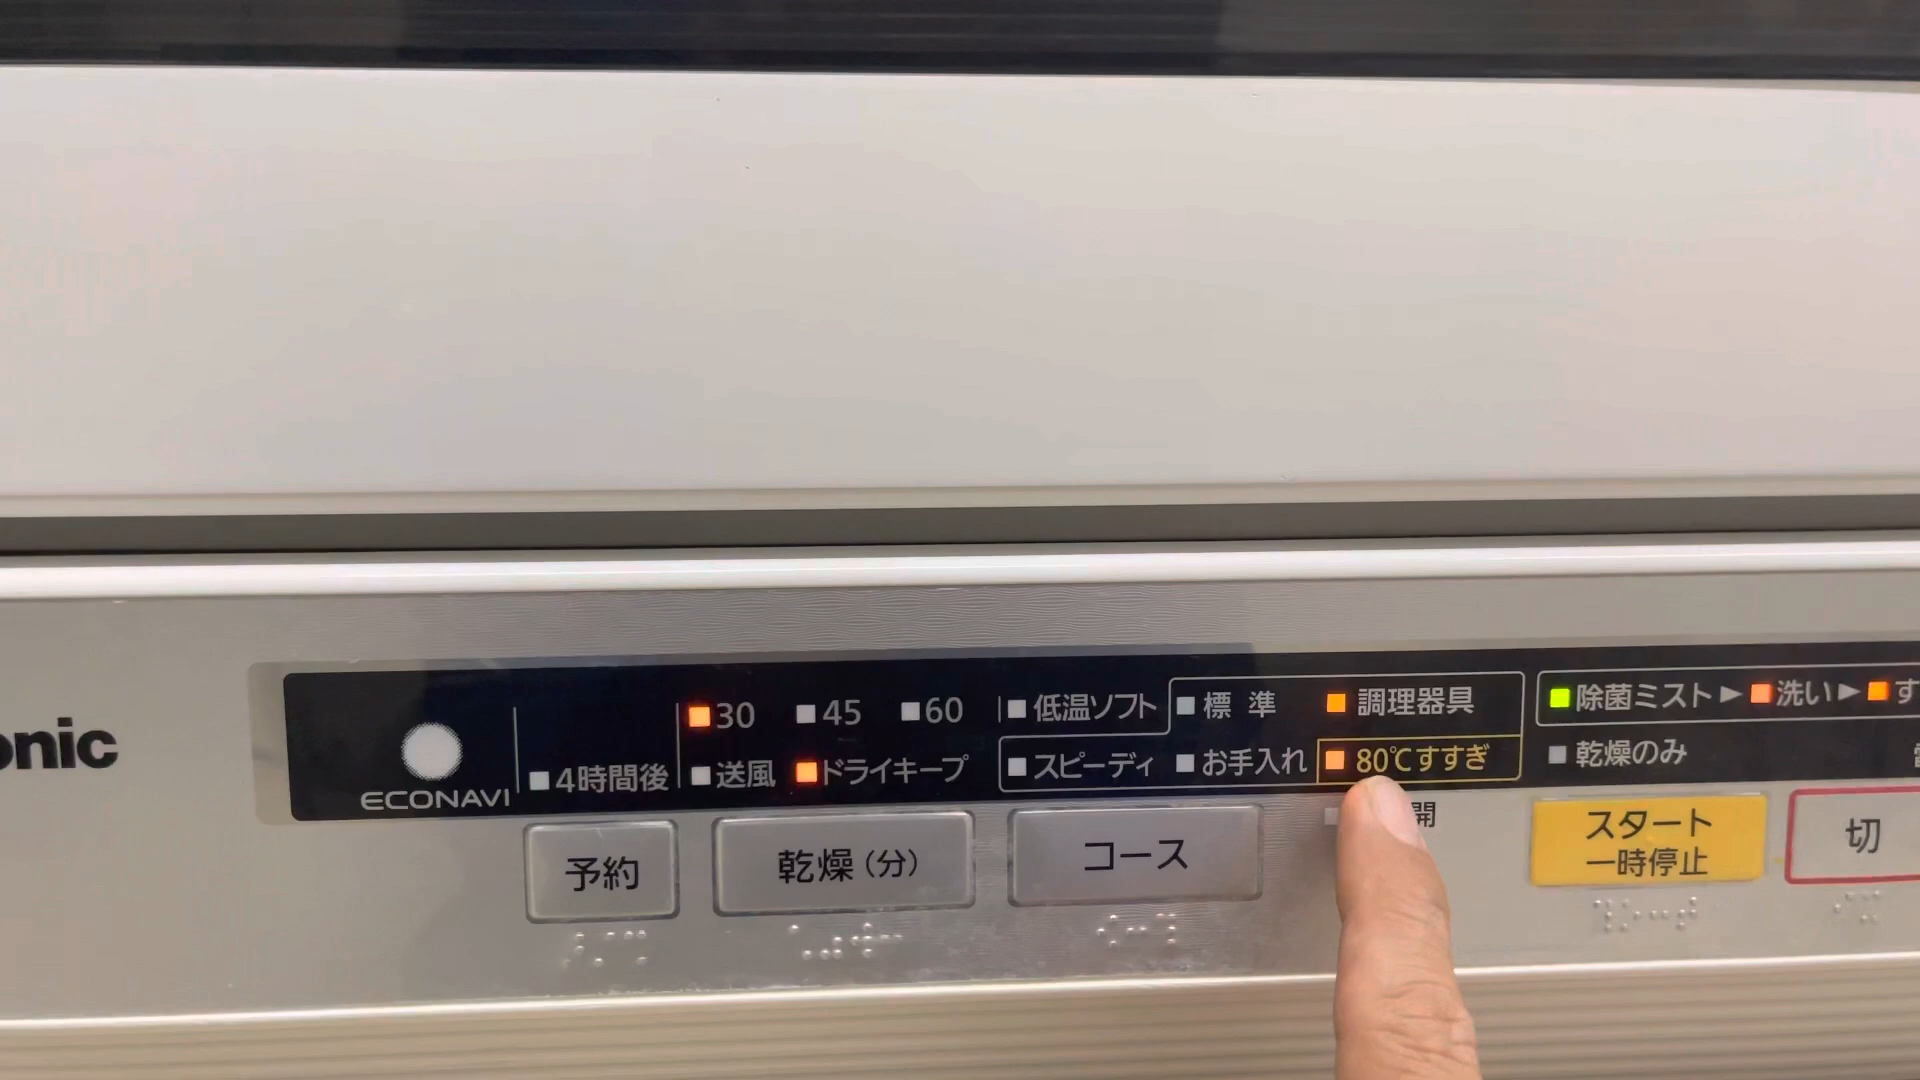 onic
ECONAVI
4時間後
30 45 60
送風 ドライキープ
低温ソフト 標 準 調理器具
スピーディ お手入れ 80℃すすぎ
除菌ミスト▶洗い▶す
乾燥のみ
開
予約
乾燥（分）
コース
スタート
一時停止
切